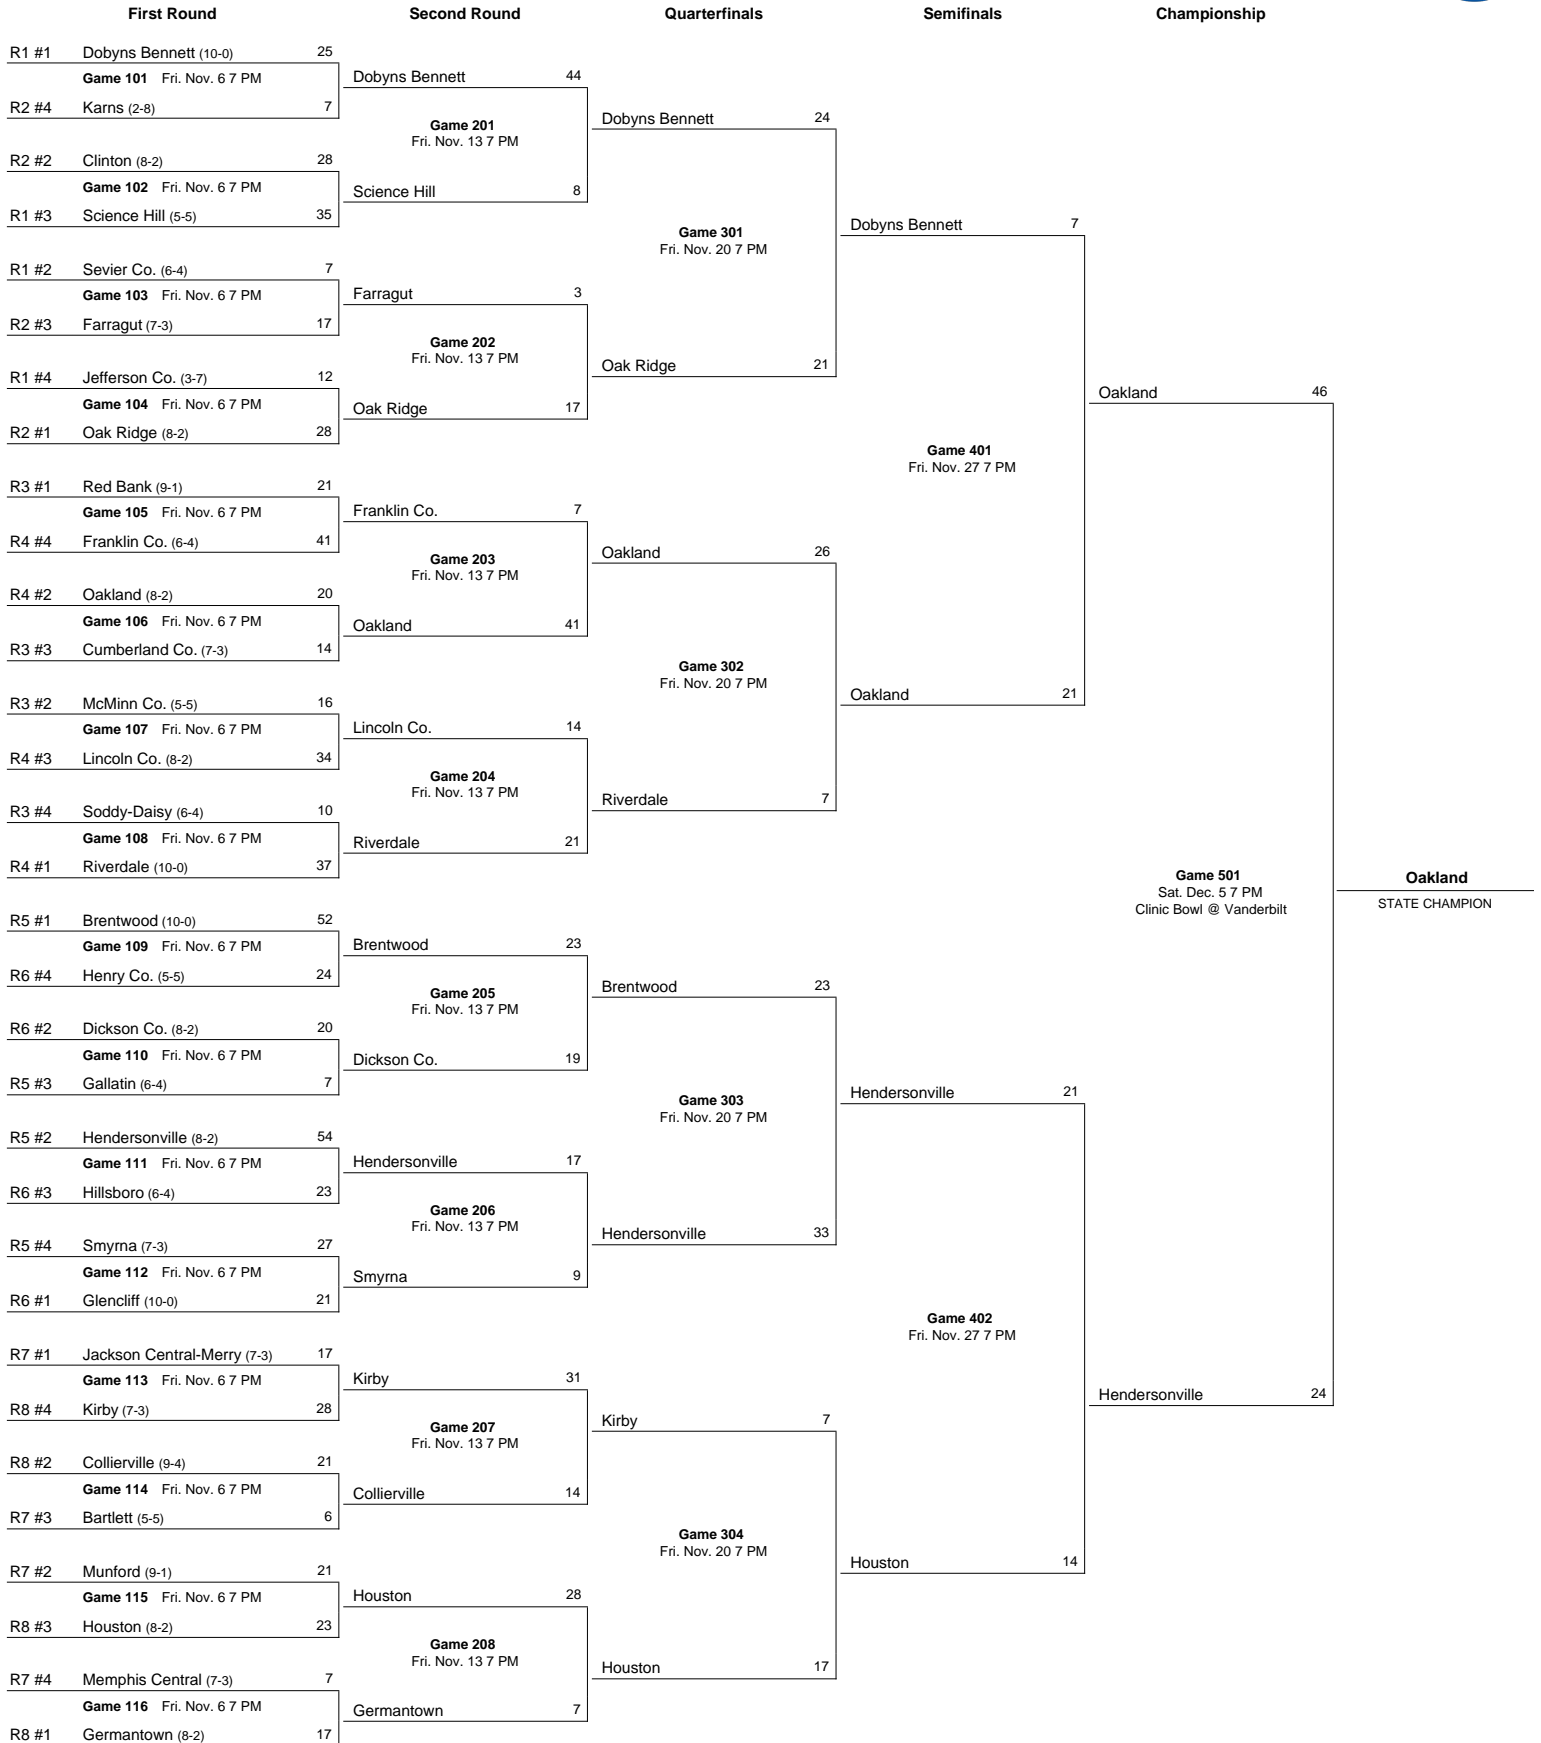 First Round Second Round Quarterfinals Semifinals Championship
R1 #1 Dobyns Bennett (10-0) 25
Game 101 Fri. Nov. 6 7 PM
R2 #4 Karns (2-8) 7
R2 #2 Clinton (8-2) 28
Game 102 Fri. Nov. 6 7 PM
R1 #3 Science Hill (5-5) 35
R1 #2 Sevier Co. (6-4) 7
Game 103 Fri. Nov. 6 7 PM
R2 #3 Farragut (7-3) 17
R1 #4 Jefferson Co. (3-7) 12
Game 104 Fri. Nov. 6 7 PM
R2 #1 Oak Ridge (8-2) 28
R3 #1 Red Bank (9-1) 21
Game 105 Fri. Nov. 6 7 PM
R4 #4 Franklin Co. (6-4) 41
R4 #2 Oakland (8-2) 20
Game 106 Fri. Nov. 6 7 PM
R3 #3 Cumberland Co. (7-3) 14
R3 #2 McMinn Co. (5-5) 16
Game 107 Fri. Nov. 6 7 PM
R4 #3 Lincoln Co. (8-2) 34
R3 #4 Soddy-Daisy (6-4) 10
Game 108 Fri. Nov. 6 7 PM
R4 #1 Riverdale (10-0) 37
R5 #1 Brentwood (10-0) 52
Game 109 Fri. Nov. 6 7 PM
R6 #4 Henry Co. (5-5) 24
R6 #2 Dickson Co. (8-2) 20
Game 110 Fri. Nov. 6 7 PM
R5 #3 Gallatin (6-4) 7
R5 #2 Hendersonville (8-2) 54
Game 111 Fri. Nov. 6 7 PM
R6 #3 Hillsboro (6-4) 23
R5 #4 Smyrna (7-3) 27
Game 112 Fri. Nov. 6 7 PM
R6 #1 Glencliff (10-0) 21
R7 #1 Jackson Central-Merry (7-3) 17
Game 113 Fri. Nov. 6 7 PM
R8 #4 Kirby (7-3) 28
R8 #2 Collierville (9-4) 21
Game 114 Fri. Nov. 6 7 PM
R7 #3 Bartlett (5-5) 6
R7 #2 Munford (9-1) 21
Game 115 Fri. Nov. 6 7 PM
R8 #3 Houston (8-2) 23
R7 #4 Memphis Central (7-3) 7
Game 116 Fri. Nov. 6 7 PM
R8 #1 Germantown (8-2) 17
Dobyns Bennett 44
Game 201
Fri. Nov. 13 7 PM
Science Hill 8
Farragut 3
Game 202
Fri. Nov. 13 7 PM
Oak Ridge 17
Franklin Co. 7
Game 203
Fri. Nov. 13 7 PM
Oakland 41
Lincoln Co. 14
Game 204
Fri. Nov. 13 7 PM
Riverdale 21
Brentwood 23
Game 205
Fri. Nov. 13 7 PM
Dickson Co. 19
Hendersonville 17
Game 206
Fri. Nov. 13 7 PM
Smyrna 9
Kirby 31
Game 207
Fri. Nov. 13 7 PM
Collierville 14
Houston 28
Game 208
Fri. Nov. 13 7 PM
Germantown 7
Dobyns Bennett 24
Game 301
Fri. Nov. 20 7 PM
Oak Ridge 21
Oakland 26
Game 302
Fri. Nov. 20 7 PM
Riverdale 7
Brentwood 23
Game 303
Fri. Nov. 20 7 PM
Hendersonville 33
Kirby 7
Game 304
Fri. Nov. 20 7 PM
Houston 17
Dobyns Bennett 7
Game 401
Fri. Nov. 27 7 PM
Oakland 21
Hendersonville 21
Game 402
Fri. Nov. 27 7 PM
Houston 14
Oakland 46
Game 501
Sat. Dec. 5 7 PM
Clinic Bowl @ Vanderbilt
Hendersonville 24
Oakland
STATE CHAMPION